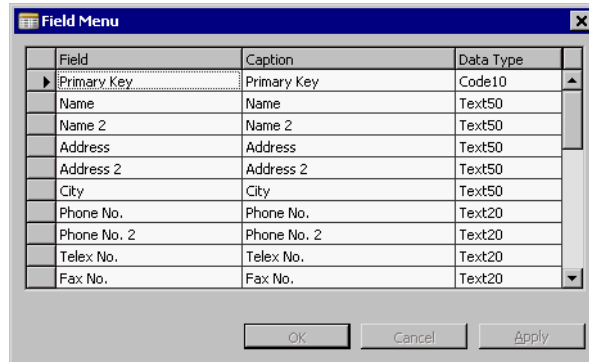 Field Menu
Field Caption Data Type
Primary Key Primary Key Code10
Name Name Text50
Name 2 Name 2 Text50
Address Address Text50
Address 2 Address 2 Text50
City City Text50
Phone No. Phone No. Text20
Phone No. 2 Phone No. 2 Text20
Telex No. Telex No. Text20
Fax No. Fax No. Text20
OK Cancel Apply